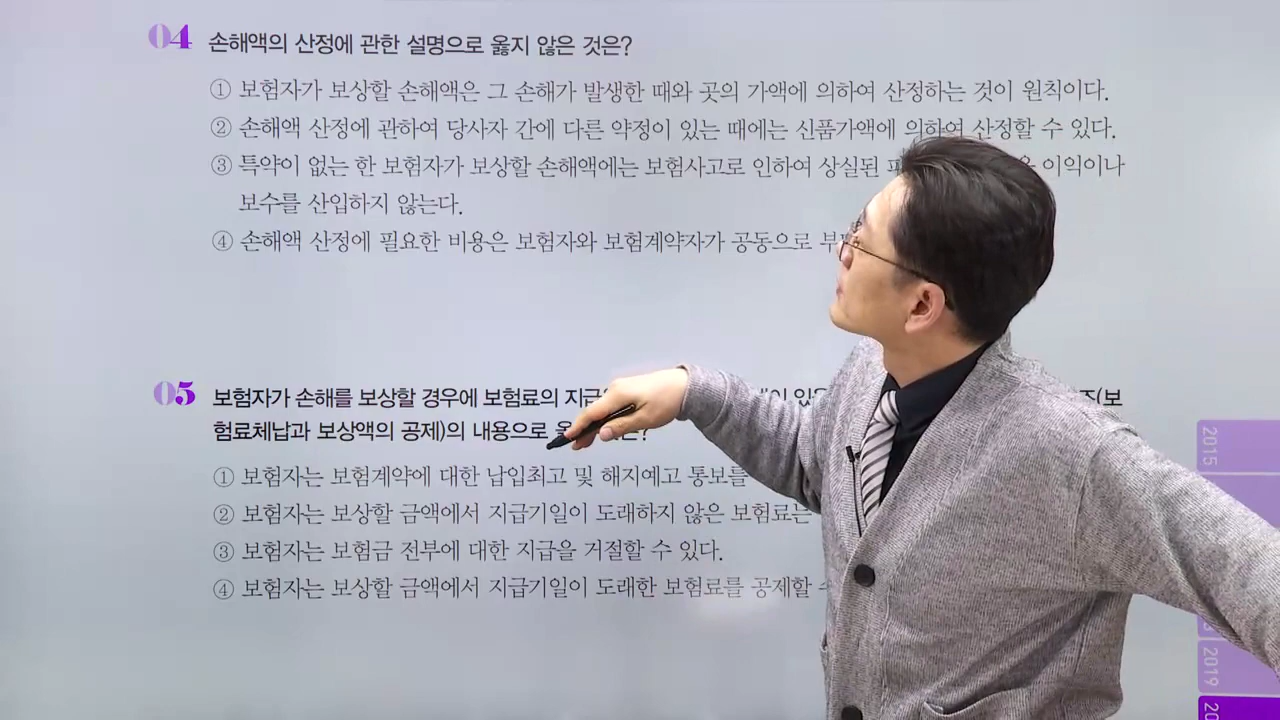 04 손해액의 산정에 관한 설명으로 옳지 않은 것은?
① 보험자가 보상할 손해액은 그 손해가 발생한 때와 곳의 가액에 의하여 산정하는 것이 원칙이다.
② 손해액 산정에 관하여 당사자 간에 다른 약정이 있는 때에는 신품가액에 의하여 산정할 수 있다.
③ 특약이 없는 한 보험자가 보상할 손해액에는 보험사고로 인하여 상실된 이익이나
보수를 산입하지 않는다.
④ 손해액 산정에 필요한 비용은 보험자와 보험계약자가 공동으로
05 보험자가 손해를 보상할 경우에 보험료의 (보
험료체납과 보상액의 공제)의 내용으로
① 보험자는 보험계약에 대한 납입최고 및 해지예고 통보를
② 보험자는 보상할 금액에서 지급기일이 도래하지 않은 보험료는
③ 보험자는 보험금 전부에 대한 지급을 거절할 수 있다.
④ 보험자는 보상할 금액에서 지급기일이 도래한 보험료를 공제할
2015
2019